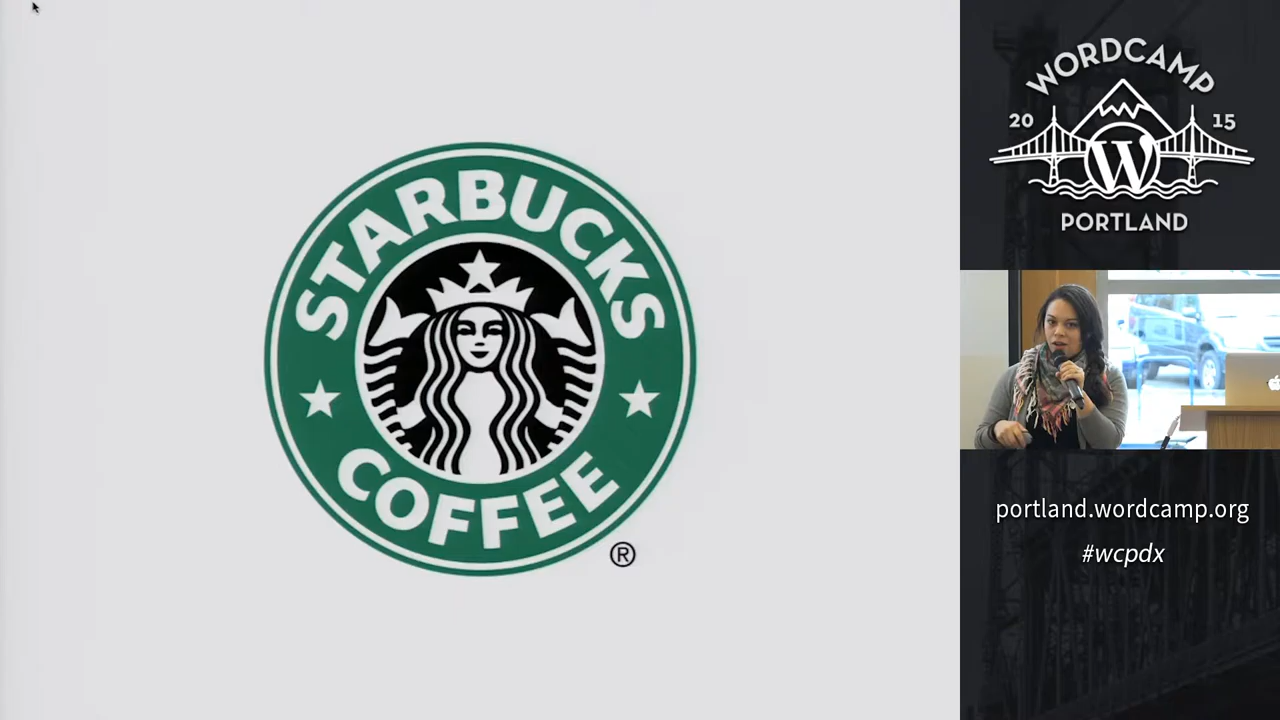 STARBUCKS
COFFEE
®
WORDCAMP
20 15
W
PORTLAND
portland.wordcamp.org
#wcpdx